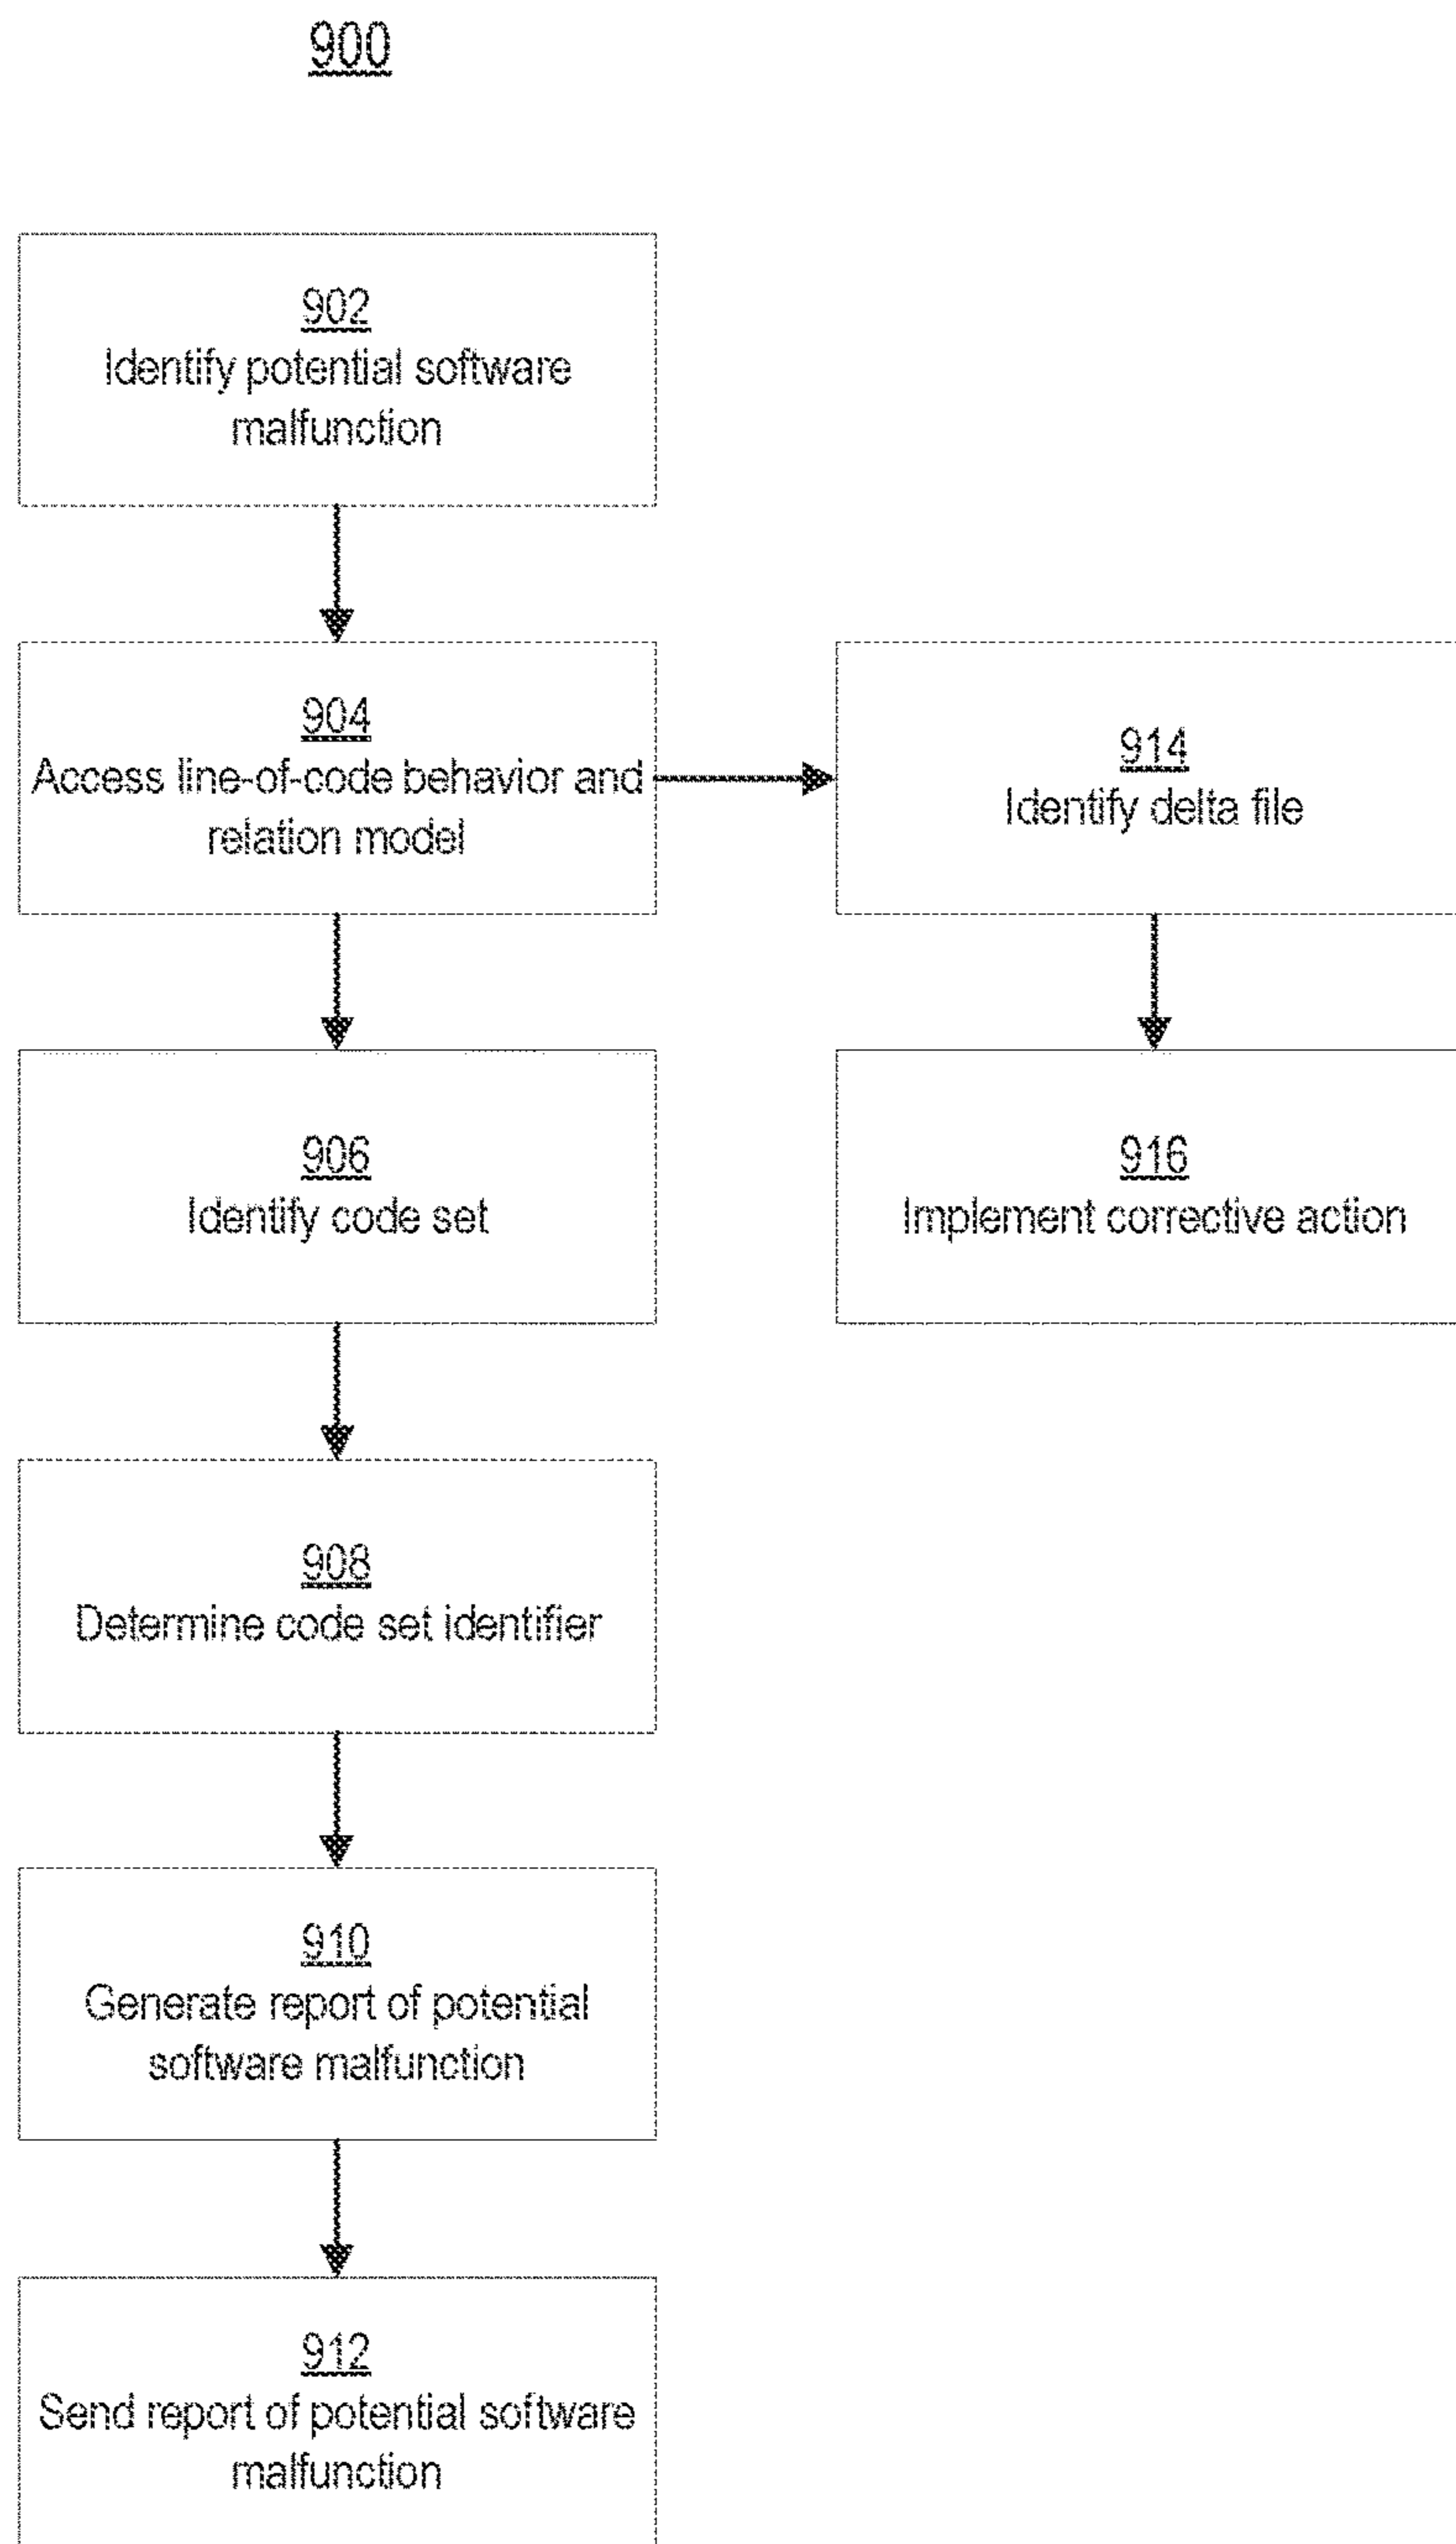 900
902
Identify potential software
malfunction
904
Access line-of-code behavior and
relation model
914
Identify delta file
906
Identify code set
916
Implement corrective action
908
Determine code set identifier
910
Generate report of potential
software malfunction
912
Send report of potential software
malfunction